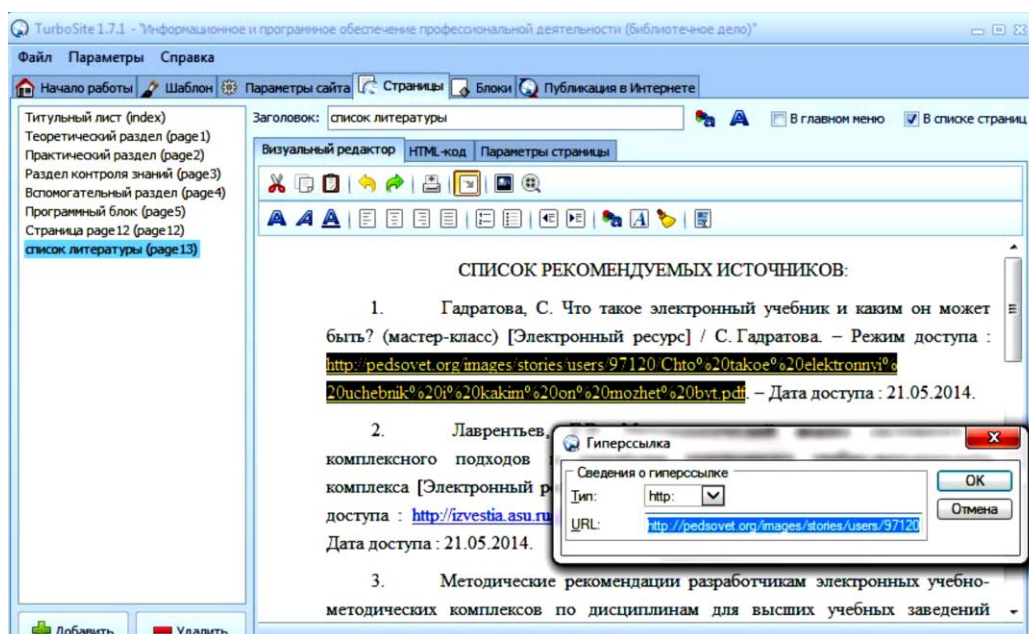 TurboSite 1.7.1 - "Информационное и программное обеспечение профессиональной деятельности (библиотечное дело)"
Файл Параметры Справка
Начало работы Шаблон Параметры сайта Страницы Блоки Публикация в Интернете
Титульный лист (index)
Теоретический раздел (page1)
Практический раздел (page2)
Раздел контроля знаний (page3)
Вспомогательный раздел (page4)
Программный блок (page5)
Страница page12 (page12)
список литературы (page13)
Добавить Удалить
Заголовок: список литературы В главном меню В списке страниц
Визуальный редактор HTML-код Параметры страницы
СПИСОК РЕКОМЕНДУЕМЫХ ИСТОЧНИКОВ:
1. Гадратова, С. Что такое электронный учебник и каким он может
быть? (мастер-класс) [Электронный ресурс] / С. Гадратова. – Режим доступа :
http://pedsovet.org/images/stories/users/97120/Chto%20takoe%20elektronnyi%
20uchebnik%20i%20kakim%20on%20mozhet%20byt.pdf. – Дата доступа : 21.05.2014.
2. Лаврентьев,
комплексного подходов
комплекса [Электронный
доступа : http://izvestia.asu.ru
Дата доступа : 21.05.2014.
3. Методические рекомендации разработчикам электронных учебно-
методических комплексов по дисциплинам для высших учебных заведений
Гиперссылка
Сведения о гиперссылке
Тип: http:
URL: http://pedsovet.org/images/stories/users/97120
OK
Отмена